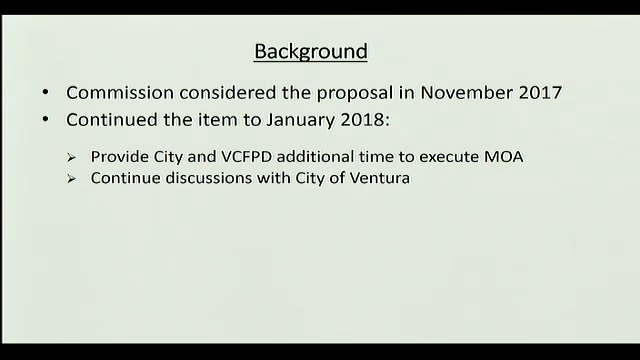 Background
• Commission considered the proposal in November 2017
• Continued the item to January 2018:
➢ Provide City and VCFPD additional time to execute MOA
➢ Continue discussions with City of Ventura